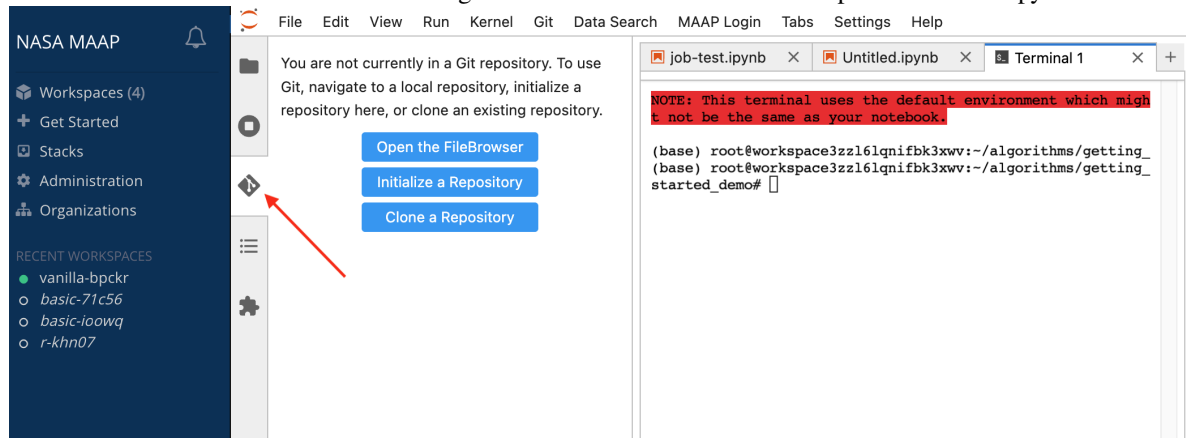 File Edit View Run Kernel Git Data Search MAAP Login Tabs Settings Help
NASA MAAP
Workspaces (4)
Get Started
Stacks
Administration
Organizations
RECENT WORKSPACES
vanilla-bpckr
basic-71c56
basic-ioowq
r-khn07
You are not currently in a Git repository. To use
Git, navigate to a local repository, initialize a
repository here, or clone an existing repository.
Open the FileBrowser
Initialize a Repository
Clone a Repository
job-test.ipynb
Untitled.ipynb
Terminal 1
NOTE: This terminal uses the default environment which migh
t not be the same as your notebook.
(base) root@workspace3zzl6lqnifbk3xwv:~/algorithms/getting_
(base) root@workspace3zzl6lqnifbk3xwv:~/algorithms/getting_
started_demo#